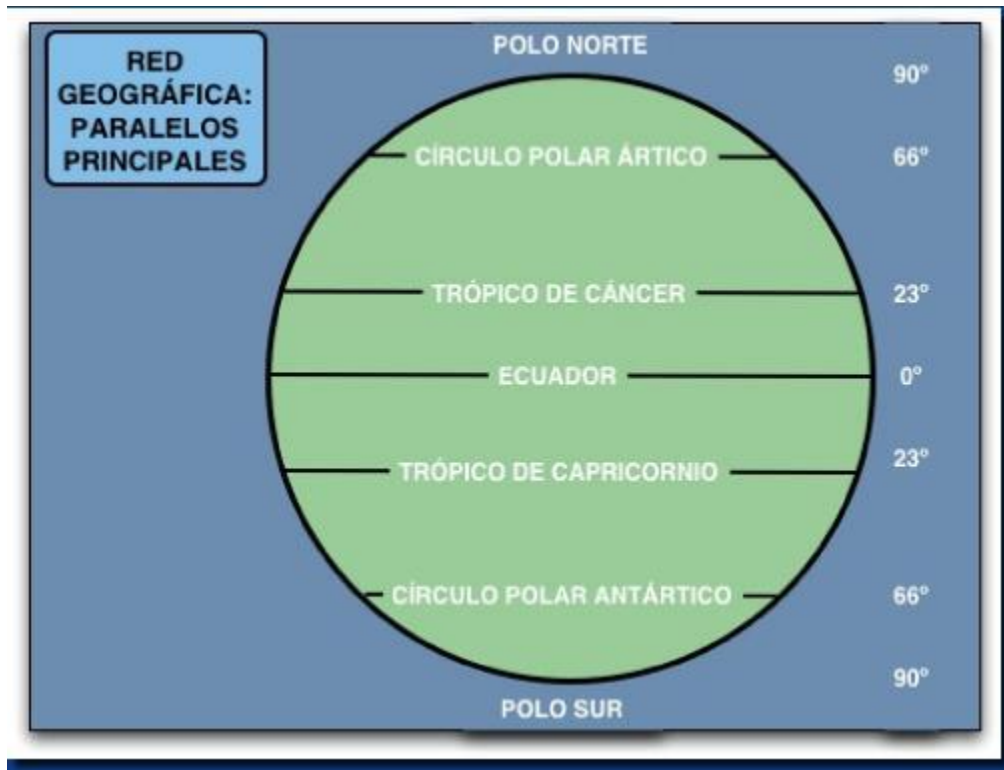 RED
GEOGRÁFICA:
PARALELOS
PRINCIPALES
POLO NORTE
90º
CÍRCULO POLAR ÁRTICO 66º
TRÓPICO DE CÁNCER 23º
ECUADOR 0º
TRÓPICO DE CAPRICORNIO 23º
CÍRCULO POLAR ANTÁRTICO 66º
90º
POLO SUR